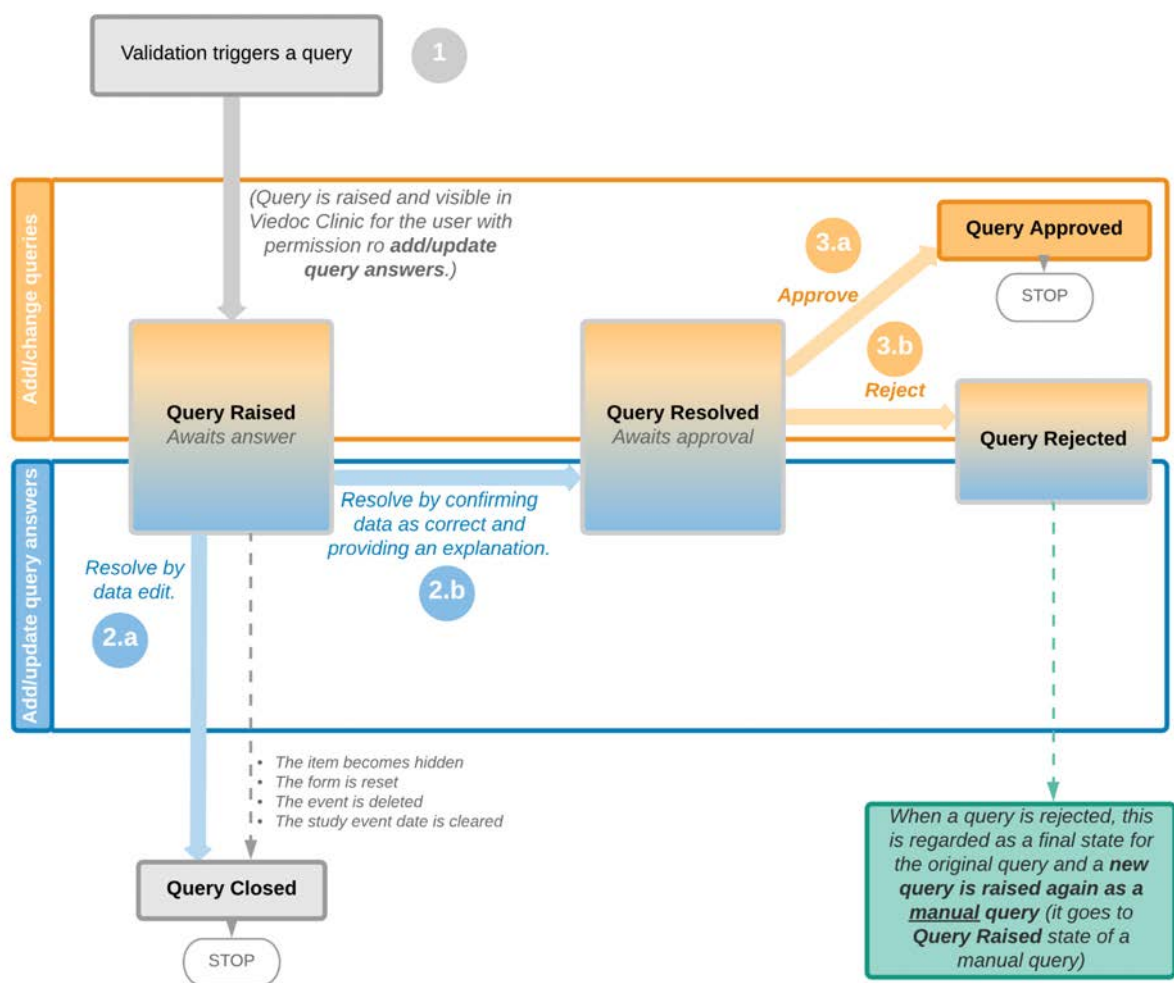 Validation triggers a query
1
Add/change queries
(Query is raised and visible in
Viedoc Clinic for the user with
permission ro add/update
query answers.)
3.a
Approve
Query Approved
STOP
3.b
Reject
Query Raised
Awaits answer
Query Resolved
Awaits approval
Query Rejected
Add/update query answers
Resolve by confirming
data as correct and
providing an explanation.
2.b
Resolve by
data edit.
2.a
• The item becomes hidden
• The form is reset
• The event is deleted
• The study event date is cleared
Query Closed
STOP
When a query is rejected, this
is regarded as a final state for
the original query and a new
query is raised again as a
manual query (it goes to
Query Raised state of a
manual query)